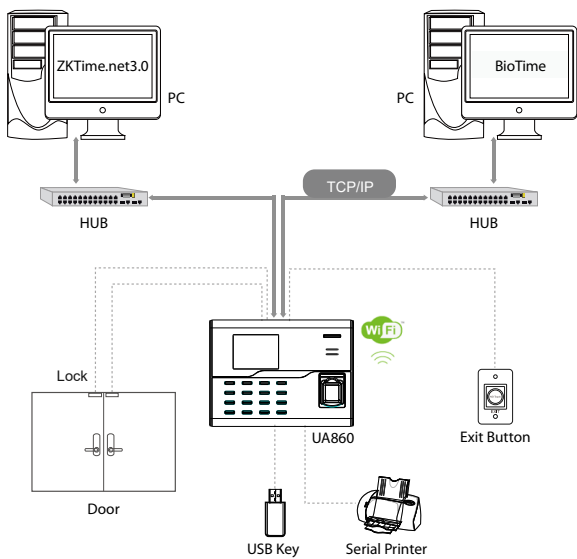 ZKTime.net3.0
BioTime
PC
PC
TCP/IP
HUB
HUB
WiFi
Lock
EXIT
UA860
Exit Button
Door
USB Key
Serial Printer